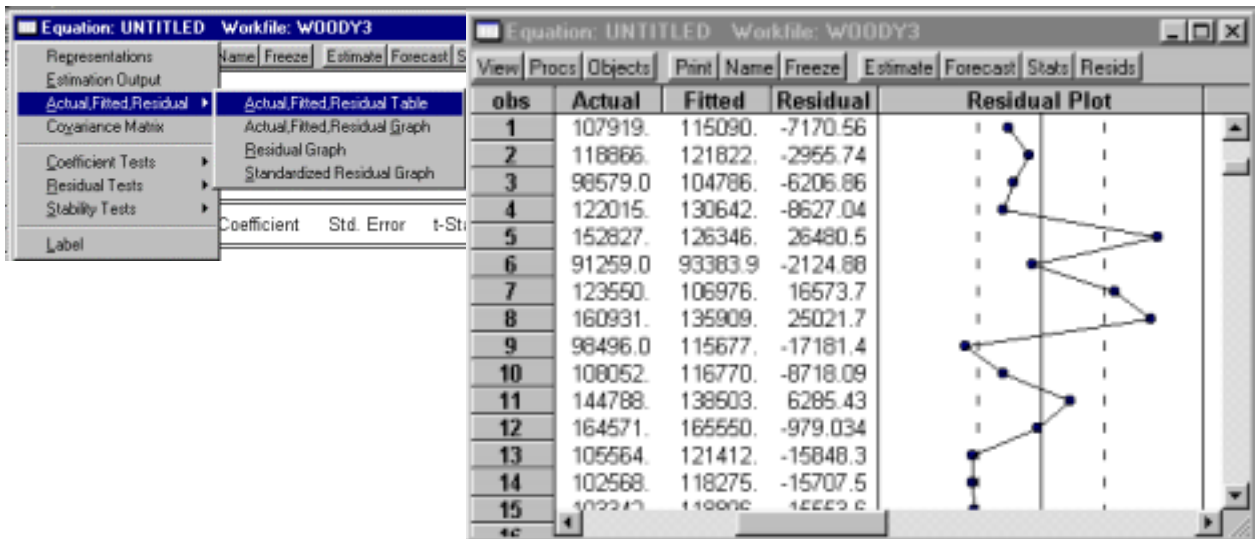 Equation: UNTITLED Workfile: WOODY3
Representations
Name Freeze Estimate Forecast S
Estimation Output
Actual,Fitted,Residual
Covariance Matrix
Coefficient Tests
Residual Tests
Stability Tests
Label
Actual,Fitted,Residual Table
Actual,Fitted,Residual Graph
Residual Graph
Standardized Residual Graph
Coefficient Std. Error t-Sta
Equation: UNTITLED Workfile: WOODY3
View Procs Objects Print Name Freeze Estimate Forecast Stats Resids
obs Actual Fitted Residual Residual Plot
1 107919. 115090. -7170.56
2 118866. 121822. -2955.74
3 98579.0 104786. -6206.86
4 122015. 130642. -8627.04
5 152827. 126346. 26480.5
6 91259.0 93383.9 -2124.88
7 123550. 106976. 16573.7
8 160931. 135909. 25021.7
9 98496.0 115677. -17181.4
10 108052. 116770. -8718.09
11 144788. 138503. 6285.43
12 164571. 165550. -979.034
13 105564. 121412. -15848.3
14 102568. 118275. -15707.5
15